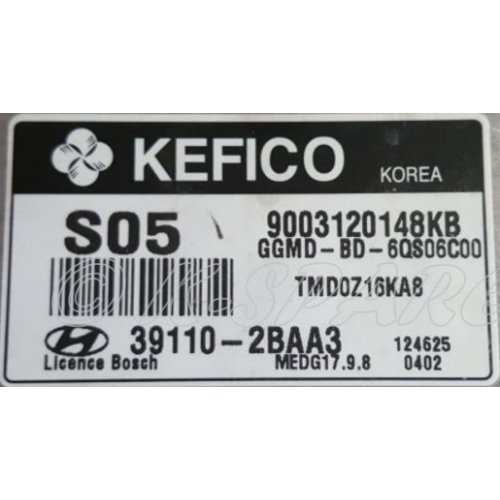 KEFICO KOREA
S05 9003120148KB
GGMD-BD-6QS06C00
TMD0Z16KA8
39110-2BAA3 124625
Licence Bosch MEDG17.9.8 0402